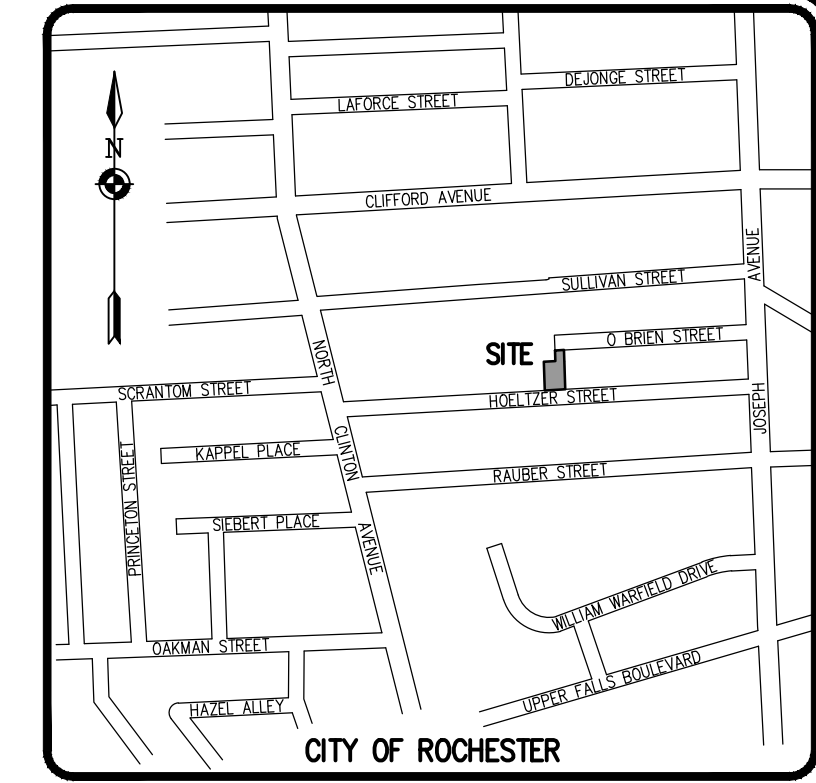 DEJONGE STREET
LAFORCE STREET
N
CLIFFORD AVENUE
AVENUE
SULLIVAN STREET
O BRIEN STREET
SITE
NORTH
SCRANTOM STREET
HOELTZER STREET
JOSEPH
KAPPEL PLACE
CLINTON
PRINCETON STREET
RAUBER STREET
SIEBERT PLACE
AVENUE
WILLIAM WARFIELD DRIVE
OAKMAN STREET
UPPER FALLS BOULEVARD
HAZEL ALLEY
CITY OF ROCHESTER